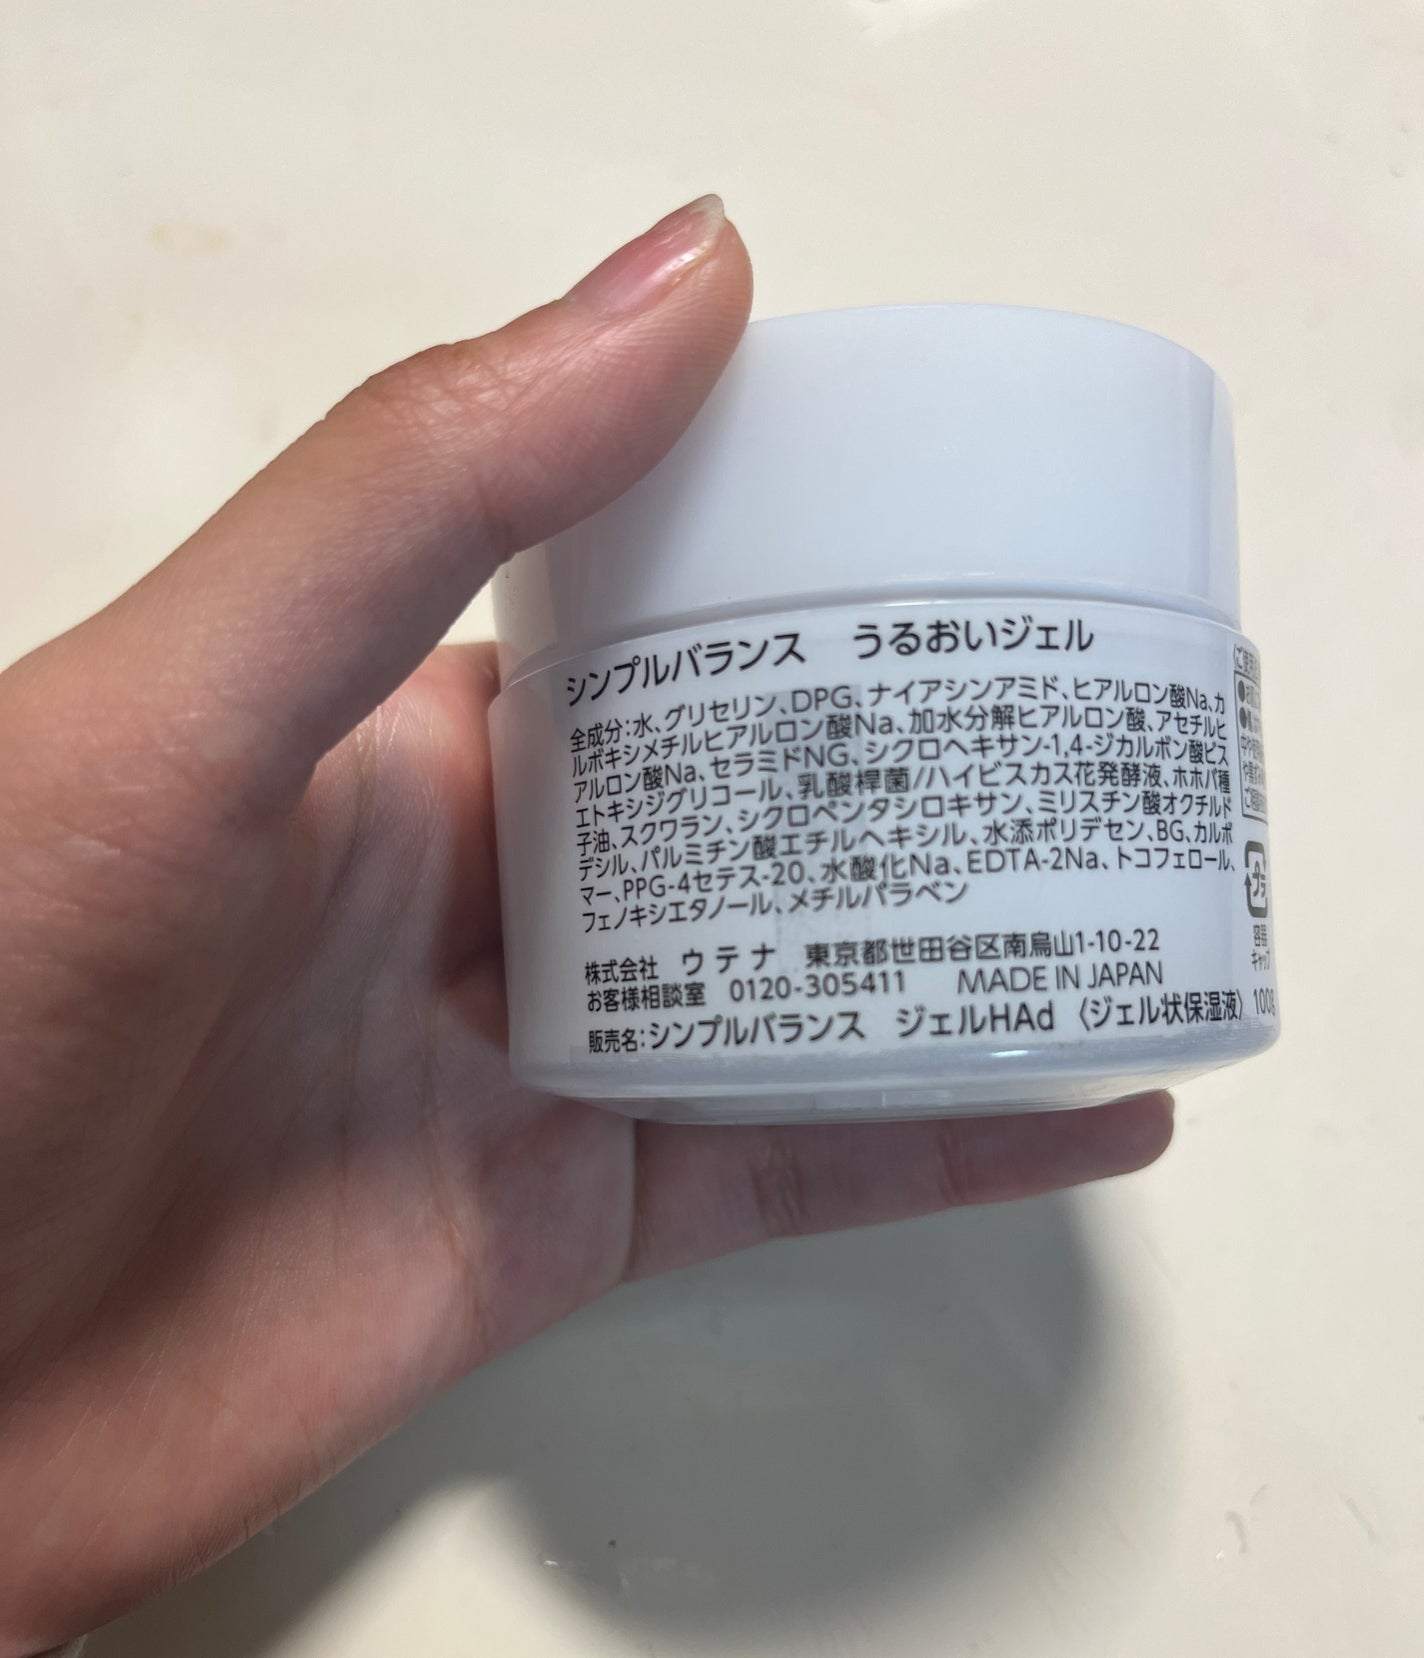 シンプルバランス　うるおいジェル
全成分：水、グリセリン、DPG、ナイアシンアミド、ヒアルロン酸Na、カ
ルボキシメチルヒアルロン酸Na、加水分解ヒアルロン酸、アセチルヒ
アルロン酸Na、セラミドNG、シクロヘキサン-1,4-ジカルボン酸ビス
エトキシジグリコール、乳酸桿菌/ハイビスカス花発酵液、ホホバ種
子油、スクワラン、シクロペンタシロキサン、ミリスチン酸オクチルド
デシル、パルミチン酸エチルヘキシル、水添ポリデセン、BG、カルボ
マー、PPG-4セテス-20、水酸化Na、EDTA-2Na、トコフェロール、
フェノキシエタノール、メチルパラベン
株式会社　ウテナ　東京都世田谷区南烏山1-10-22
お客様相談室　0120-305411　MADE IN JAPAN
販売名：シンプルバランス　ジェルHAd 〈ジェル状保湿液〉 100g
プラ
容器
キャップ